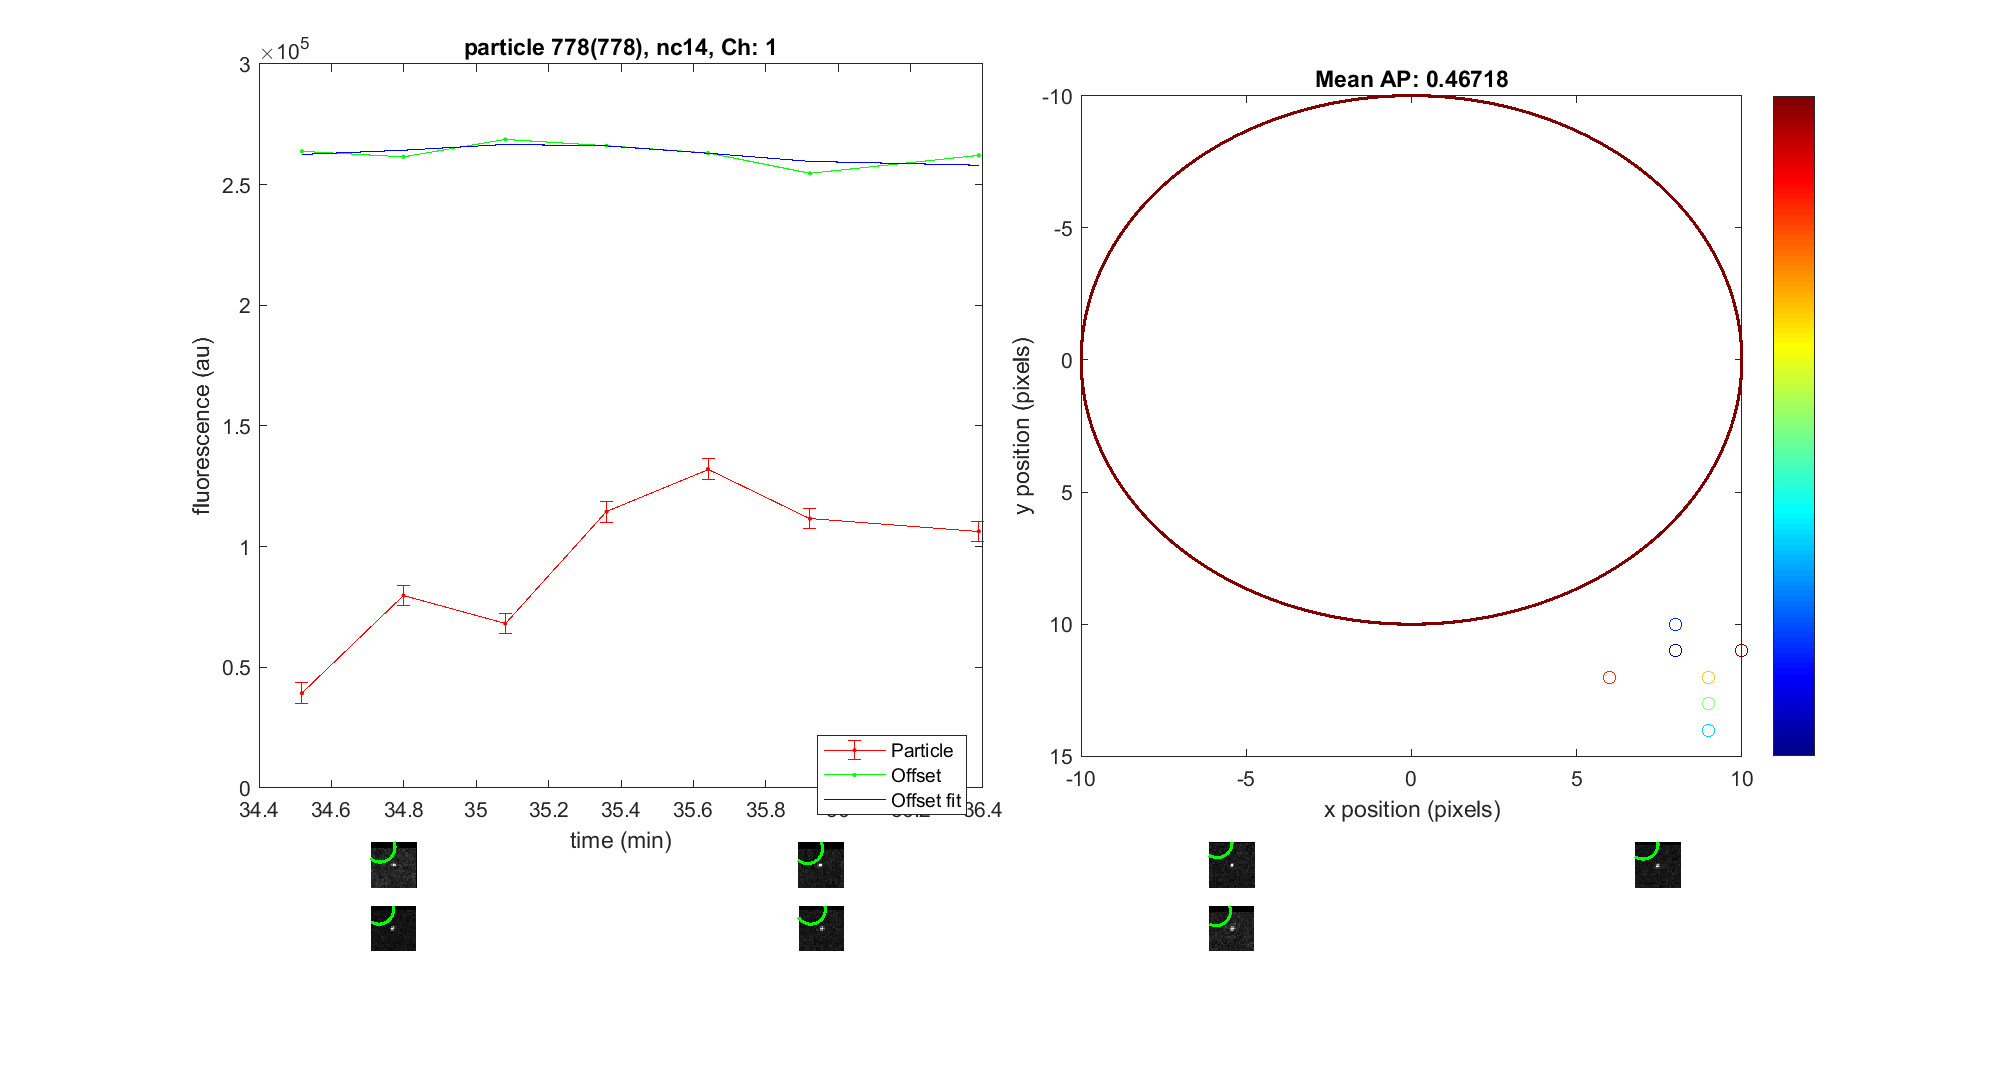 particle 778(778), nc14, Ch: 1
×10^5
3
2.5
2
1.5
1
0.5
0
fluorescence (au)
34.4 34.6 34.8 35 35.2 35.4 35.6 35.8 36.4
time (min)
Particle
Offset
Offset fit
Mean AP: 0.46718
-10
-5
0
5
10
15
y position (pixels)
-10 -5 0 5 10
x position (pixels)